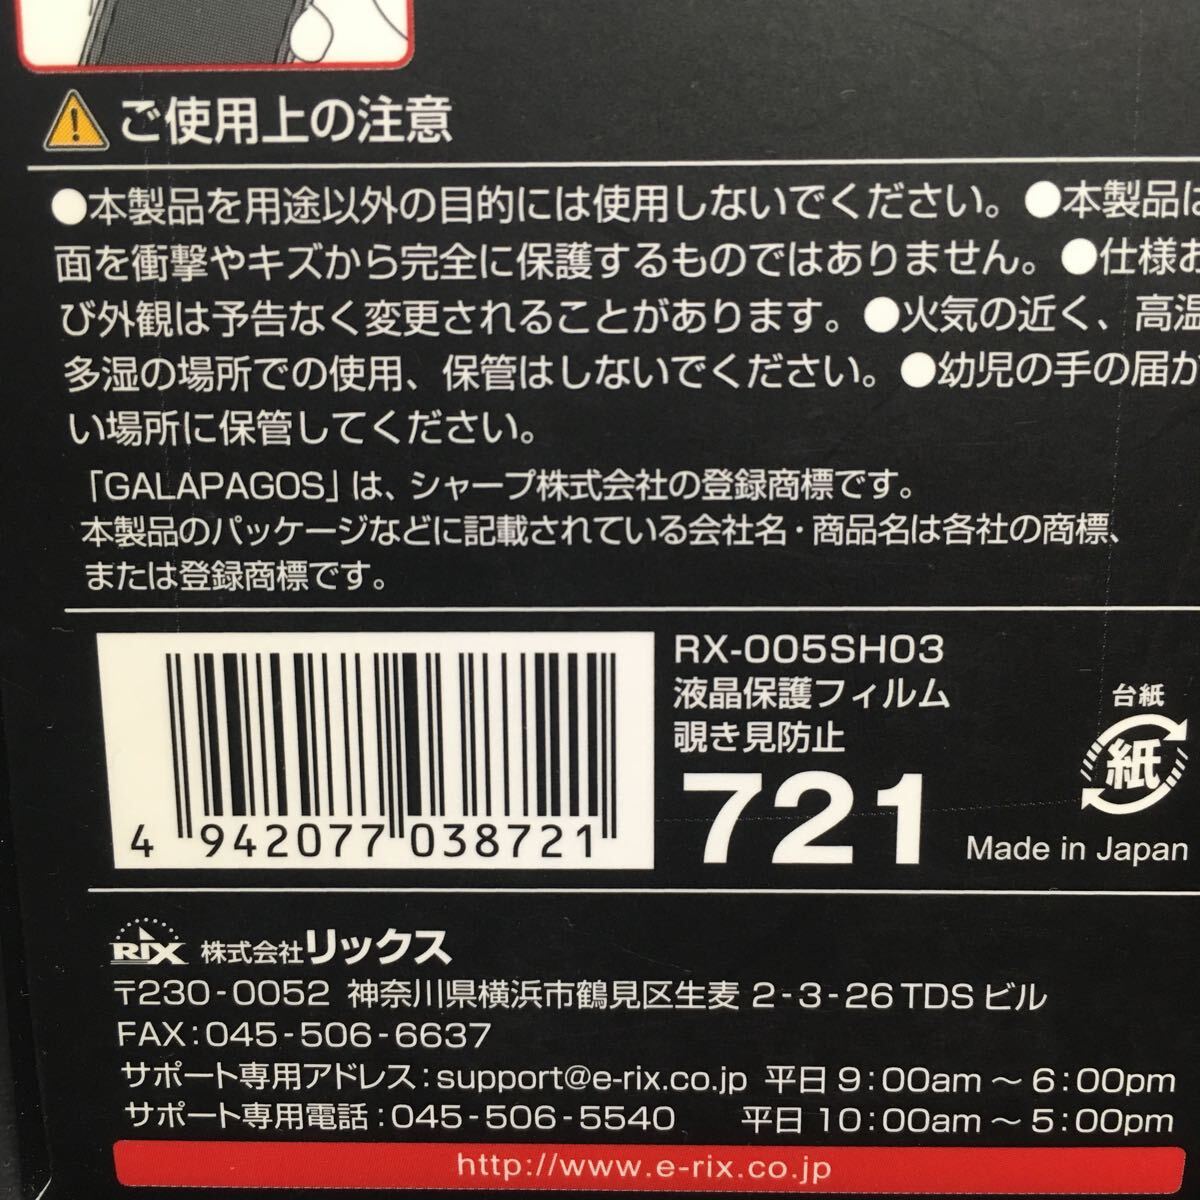 ご使用上の注意
●本製品を用途以外の目的には使用しないでください。●本製品は
面を衝撃やキズから完全に保護するものではありません。●仕様お
び外観は予告なく変更されることがあります。●火気の近く、高温
多湿の場所での使用、保管はしないでください。●幼児の手の届か
い場所に保管してください。
「GALAPAGOS」は、シャープ株式会社の登録商標です。
本製品のパッケージなどに記載されている会社名・商品名は各社の商標、
または登録商標です。
RX-005SH03
液晶保護フィルム
覗き見防止
721
4 942077 038721
台紙
紙
Made in Japan
RIX 株式会社リックス
〒230-0052 神奈川県横浜市鶴見区生麦 2-3-26 TDS ビル
FAX:045-506-6637
サポート専用アドレス:support@e-rix.co.jp 平日 9:00am ～ 6:00pm
サポート専用電話:045-506-5540 平日 10:00am ～ 5:00pm
http://www.e-rix.co.jp